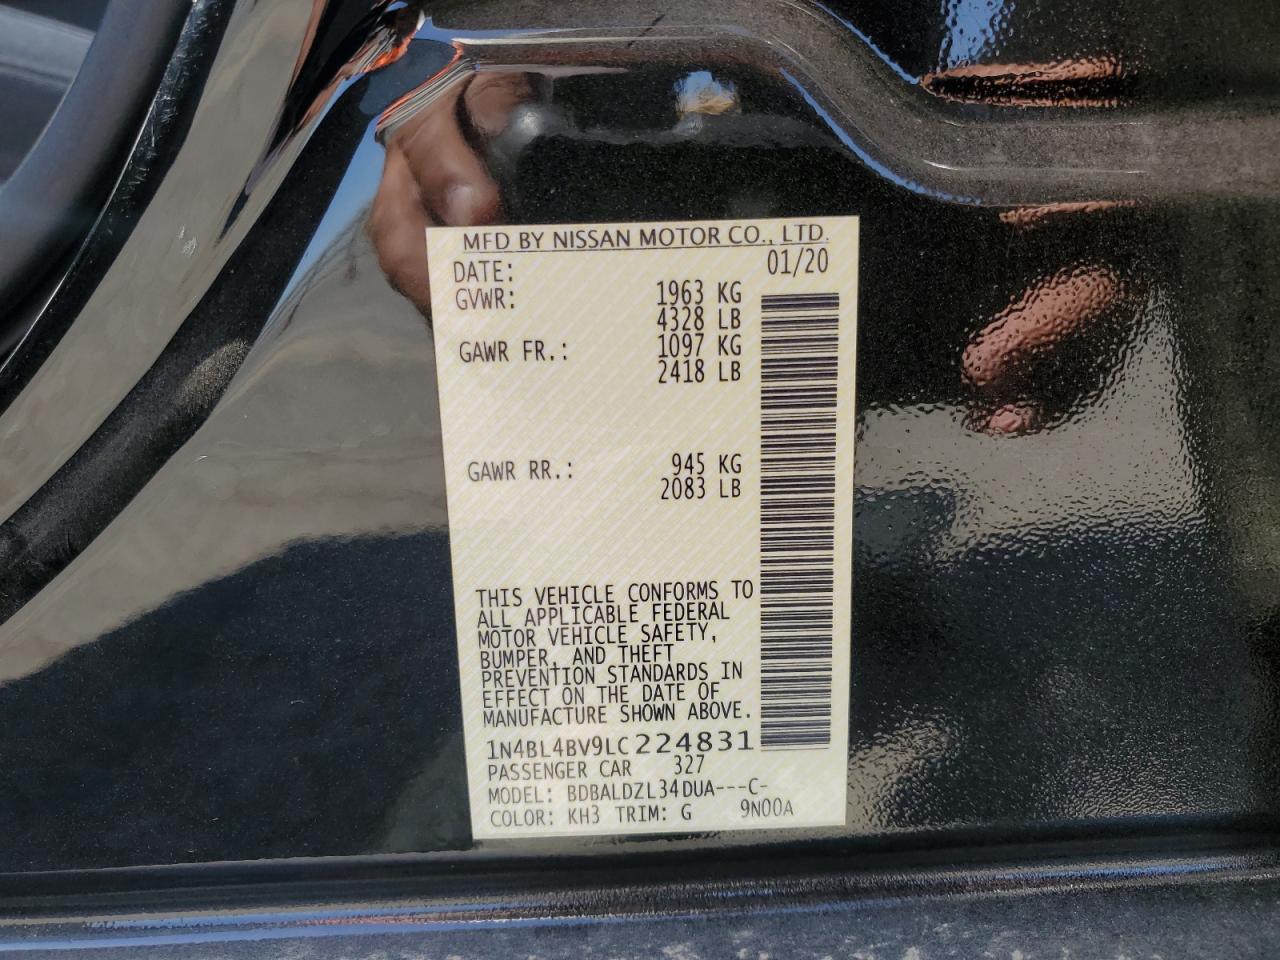 MFD BY NISSAN MOTOR CO., LTD.
DATE: 01/20
GVWR: 1963 KG
4328 LB
GAWR FR.: 1097 KG
2418 LB
GAWR RR.: 945 KG
2083 LB
THIS VEHICLE CONFORMS TO
ALL APPLICABLE FEDERAL
MOTOR VEHICLE SAFETY,
BUMPER, AND THEFT
PREVENTION STANDARDS IN
EFFECT ON THE DATE OF
MANUFACTURE SHOWN ABOVE.
1N4BL4BV9LC224831
PASSENGER CAR 327
MODEL: BDBALDZL34DUA---C-
COLOR: KH3 TRIM: G 9N00A